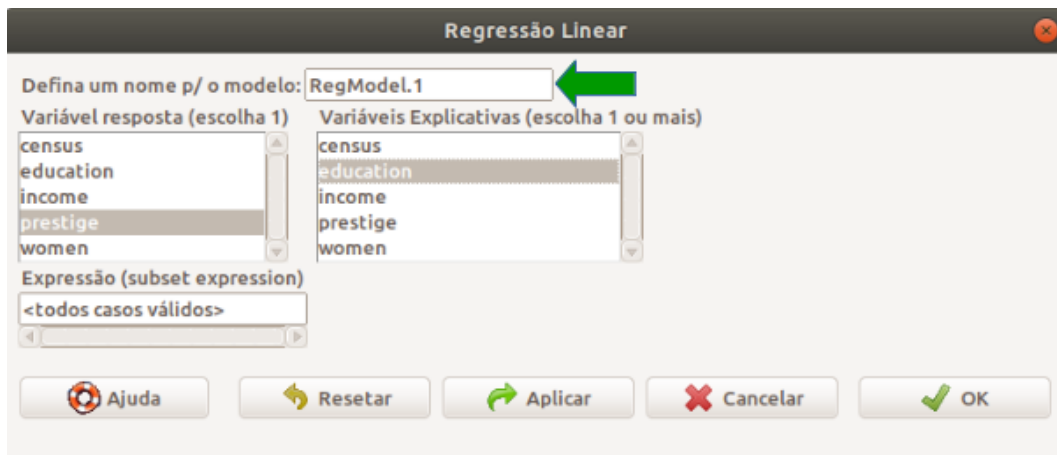 Regressão Linear
Defina um nome p/ o modelo: RegModel.1
Variável resposta (escolha 1) Variáveis Explicativas (escolha 1 ou mais)
census census
education education
income income
prestige prestige
women women
Expressão (subset expression)
<todos casos válidos>
Ajuda Resetar Aplicar Cancelar OK